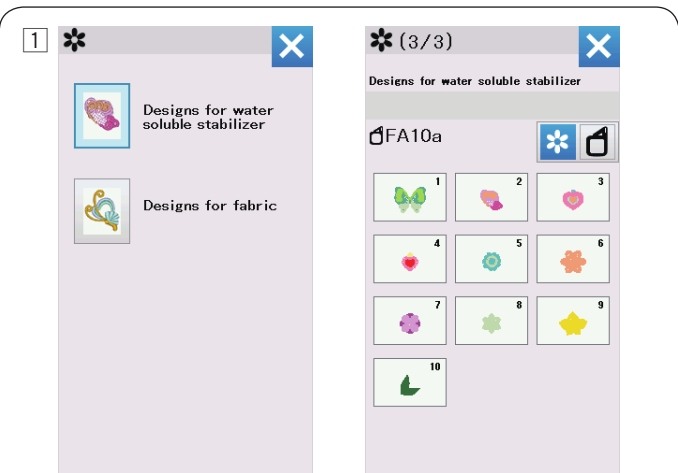 1
Designs for water
soluble stabilizer
Designs for fabric
(3/3)
Designs for water soluble stabilizer
FA10a
1
2
3
4
5
6
7
8
9
10